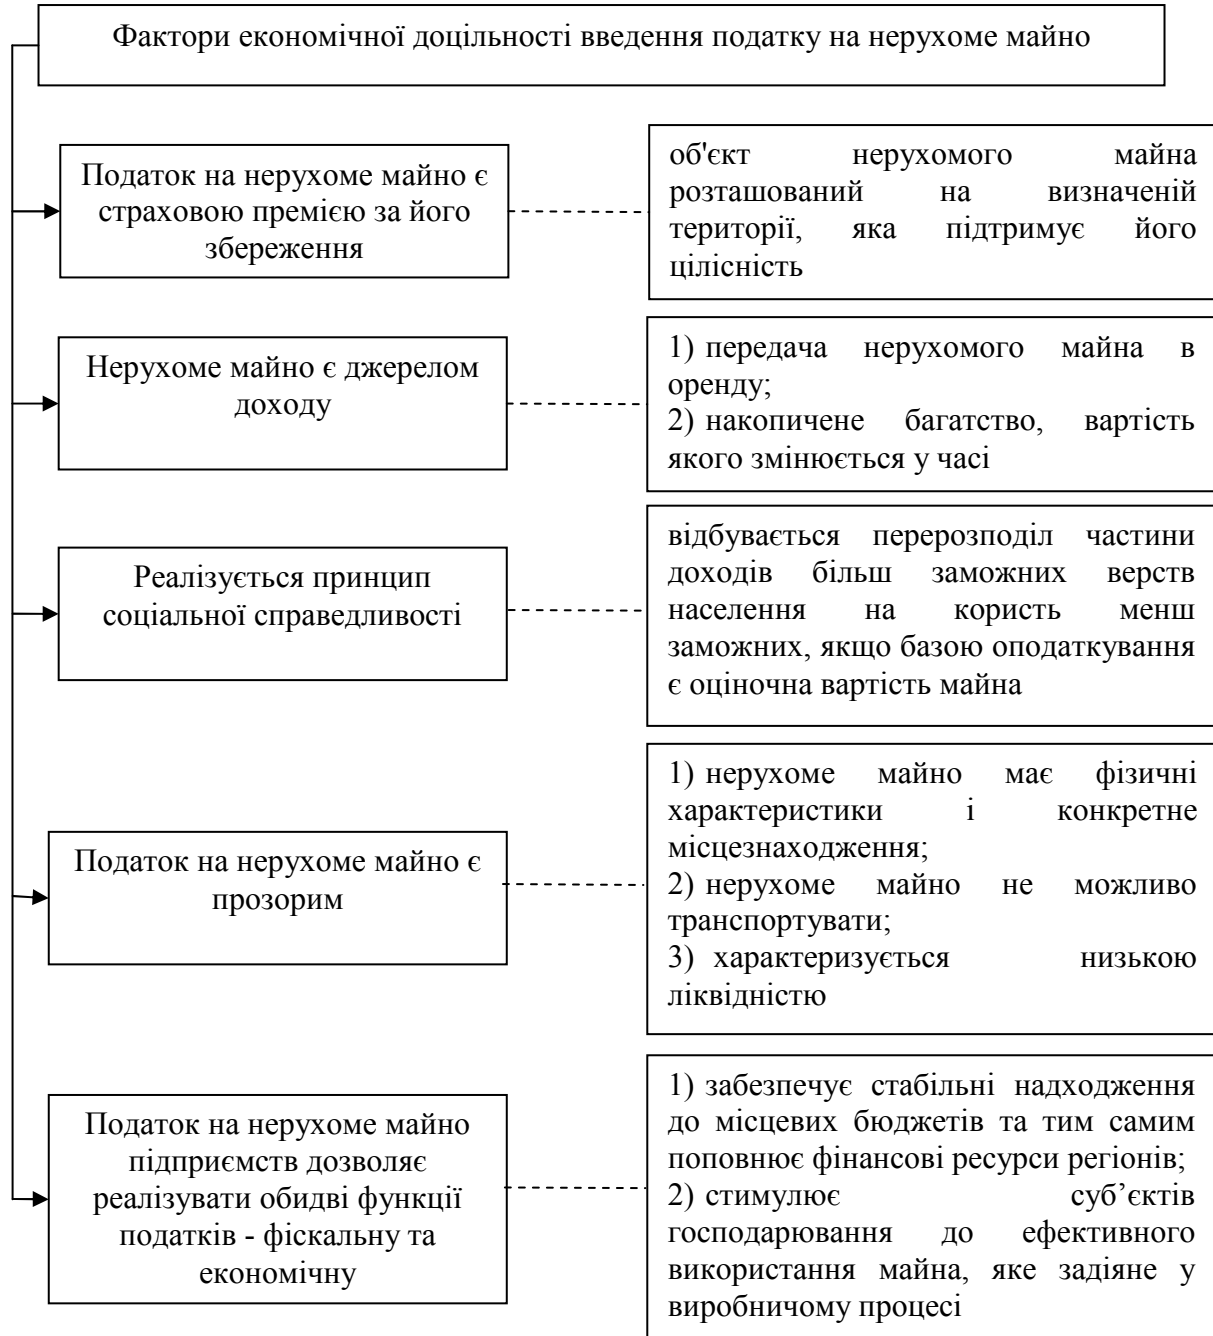 Фактори економічної доцільності введення податку на нерухоме майно
Податок на нерухоме майно є
страховою премією за його
збереження
об'єкт нерухомого майна
розташований на визначеній
території, яка підтримує його
цілісність
Нерухоме майно є джерелом
доходу
1) передача нерухомого майна в
оренду;
2) накопичене багатство, вартість
якого змінюється у часі
Реалізується принцип
соціальної справедливості
відбувається перерозподіл частини
доходів більш заможних верств
населення на користь менш
заможних, якщо базою оподаткування
є оціночна вартість майна
Податок на нерухоме майно є
прозорим
1) нерухоме майно має фізичні
характеристики і конкретне
місцезнаходження;
2) нерухоме майно не можливо
транспортувати;
3) характеризується низькою
ліквідністю
Податок на нерухоме майно
підприємств дозволяє
реалізувати обидві функції
податків - фіскальну та
економічну
1) забезпечує стабільні надходження
до місцевих бюджетів та тим самим
поповнює фінансові ресурси регіонів;
2) стимулює суб’єктів
господарювання до ефективного
використання майна, яке задіяне у
виробничому процесі